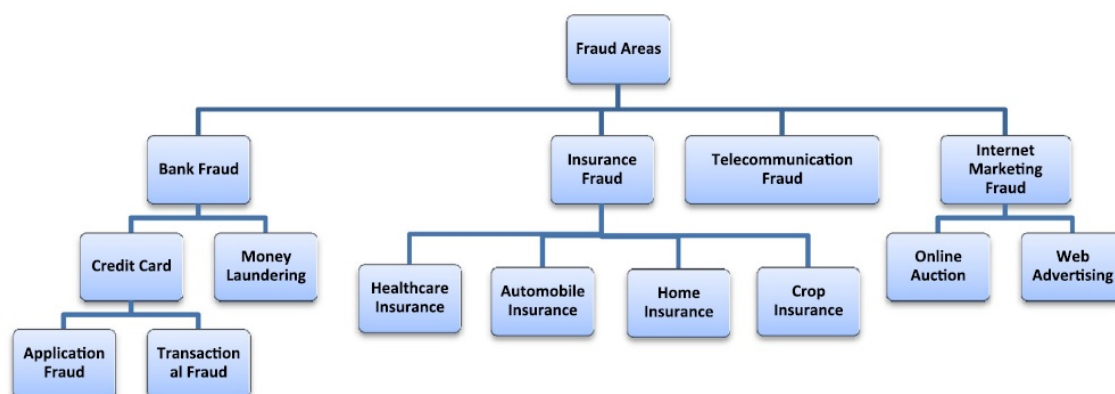 Fraud Areas
Bank Fraud
Insurance
Fraud
Telecommunication
Fraud
Internet
Marketing
Fraud
Credit Card
Money
Laundering
Healthcare
Insurance
Automobile
Insurance
Home
Insurance
Crop
Insurance
Online
Auction
Web
Advertising
Application
Fraud
Transaction
al Fraud